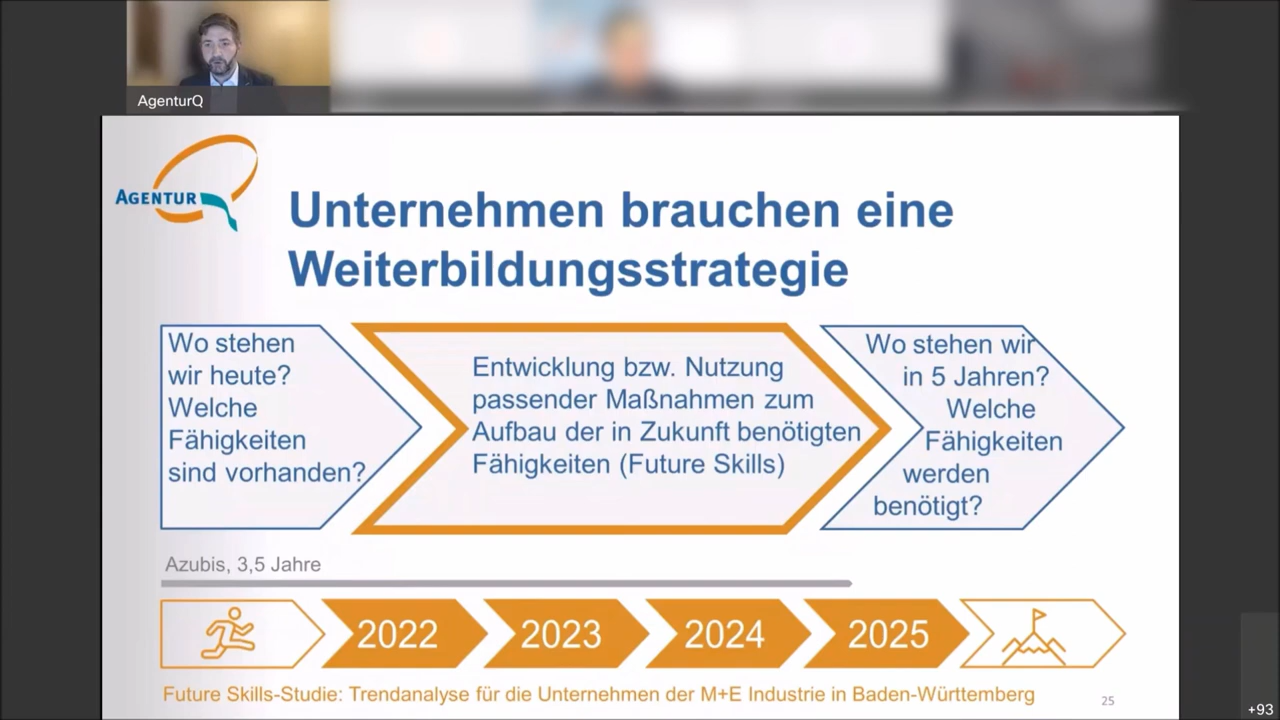 AgenturQ
AGENTUR
Unternehmen brauchen eine
Weiterbildungsstrategie
Wo stehen
wir heute?
Welche
Fähigkeiten
sind vorhanden?
Entwicklung bzw. Nutzung
passender Maßnahmen zum
Aufbau der in Zukunft benötigten
Fähigkeiten (Future Skills)
Wo stehen wir
in 5 Jahren?
Welche
Fähigkeiten
werden
benötigt?
Azubis, 3,5 Jahre
2022
2023
2024
2025
Future Skills-Studie: Trendanalyse für die Unternehmen der M+E Industrie in Baden-Württemberg
25
+93